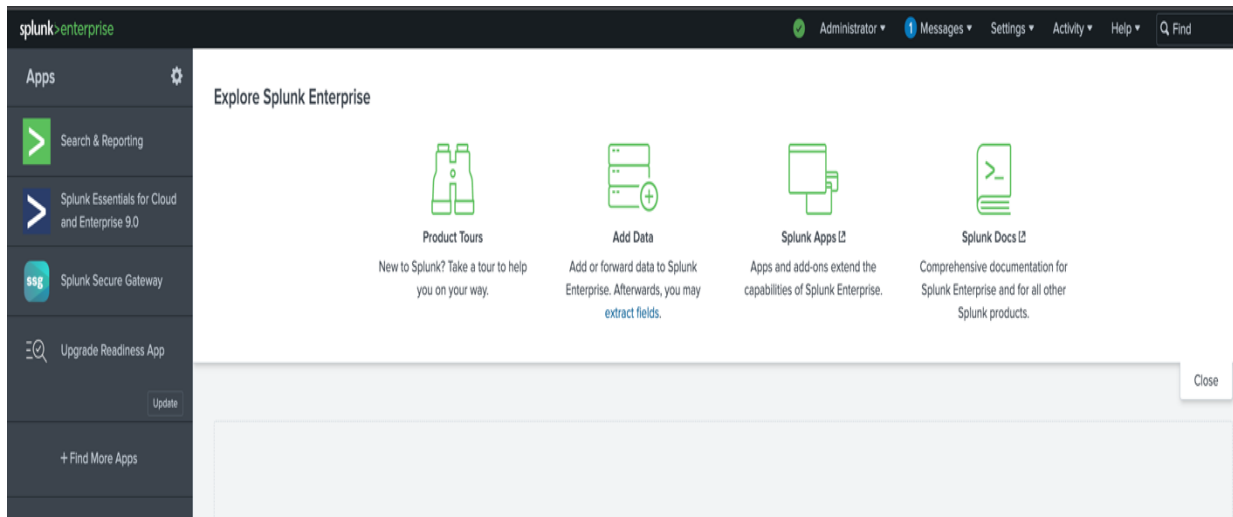 splunk>enterprise
Administrator
1 Messages
Settings
Activity
Help
Find
Apps
Search & Reporting
Splunk Essentials for Cloud
and Enterprise 9.0
ssg
Splunk Secure Gateway
Upgrade Readiness App
Update
+ Find More Apps
Explore Splunk Enterprise
Product Tours
New to Splunk? Take a tour to help
you on your way.
Add Data
Add or forward data to Splunk
Enterprise. Afterwards, you may
extract fields.
Splunk Apps
Apps and add-ons extend the
capabilities of Splunk Enterprise.
Splunk Docs
Comprehensive documentation for
Splunk Enterprise and for all other
Splunk products.
Close